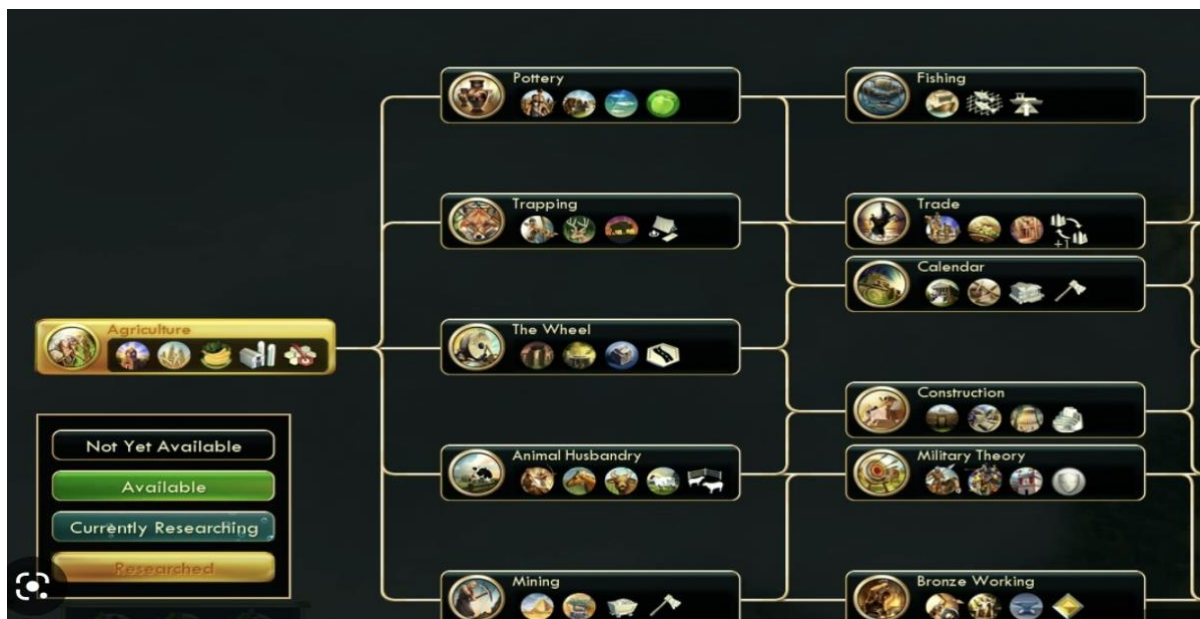 Pottery
Fishing
Trapping
Trade
Calendar
Agriculture
The Wheel
Construction
Animal Husbandry
Military Theory
Mining
Bronze Working
+1
Not Yet Available
Available
Currently Researching
Researched